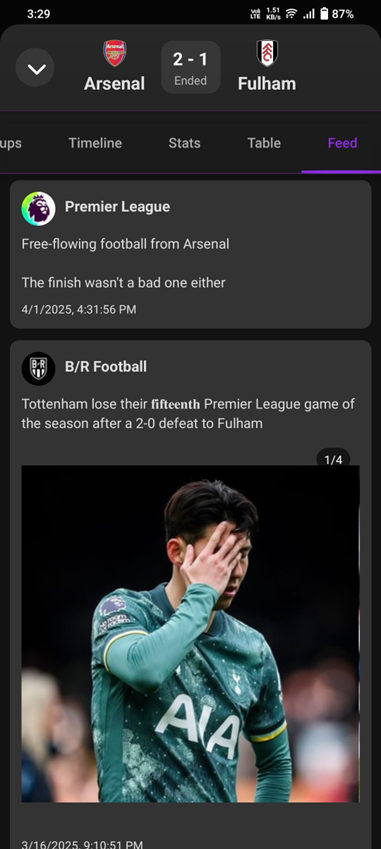 3:29
Vo)) LTE
1.51 KB/s
87%
Arsenal
2 - 1
Ended
Fulham
ups
Timeline
Stats
Table
Feed
Premier League
Free-flowing football from Arsenal
The finish wasn't a bad one either
4/1/2025, 4:31:56 PM
B/R Football
Tottenham lose their fifteenth Premier League game of
the season after a 2-0 defeat to Fulham
1/4
AIA
3/16/2025, 9:10:51 PM